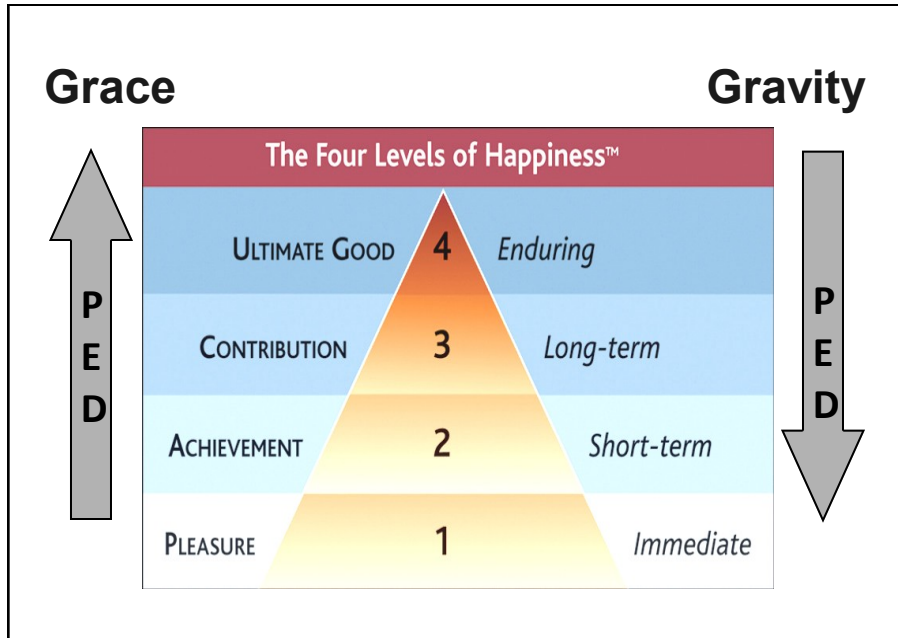 Grace Gravity
The Four Levels of Happiness™
ULTIMATE GOOD 4 Enduring
CONTRIBUTION 3 Long-term
ACHIEVEMENT 2 Short-term
PLEASURE 1 Immediate
P
E
D
P
E
D